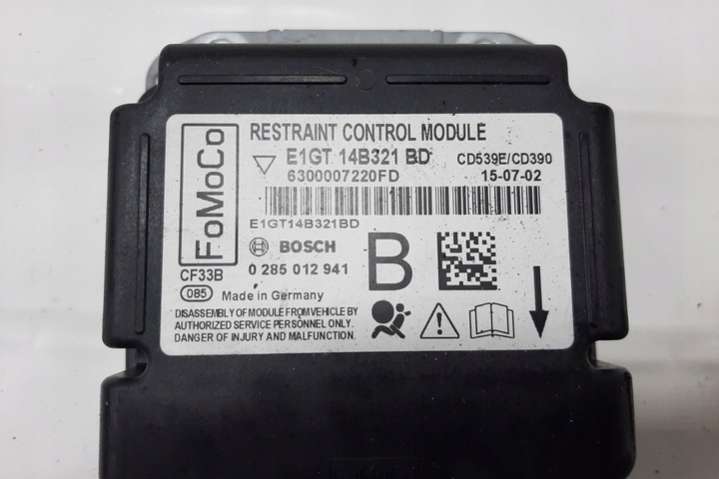 FoMoCo
RESTRAINT CONTROL MODULE
E1GT 14B321 BD CD539E/CD390
6300007220FD 15-07-02
E1GT14B321BD
BOSCH
CF33B 0 285 012 941 B
085 Made in Germany
DISASSEMBLY OF MODULE FROM VEHICLE BY
AUTHORIZED SERVICE PERSONNEL ONLY.
DANGER OF INJURY AND MALFUNCTION.